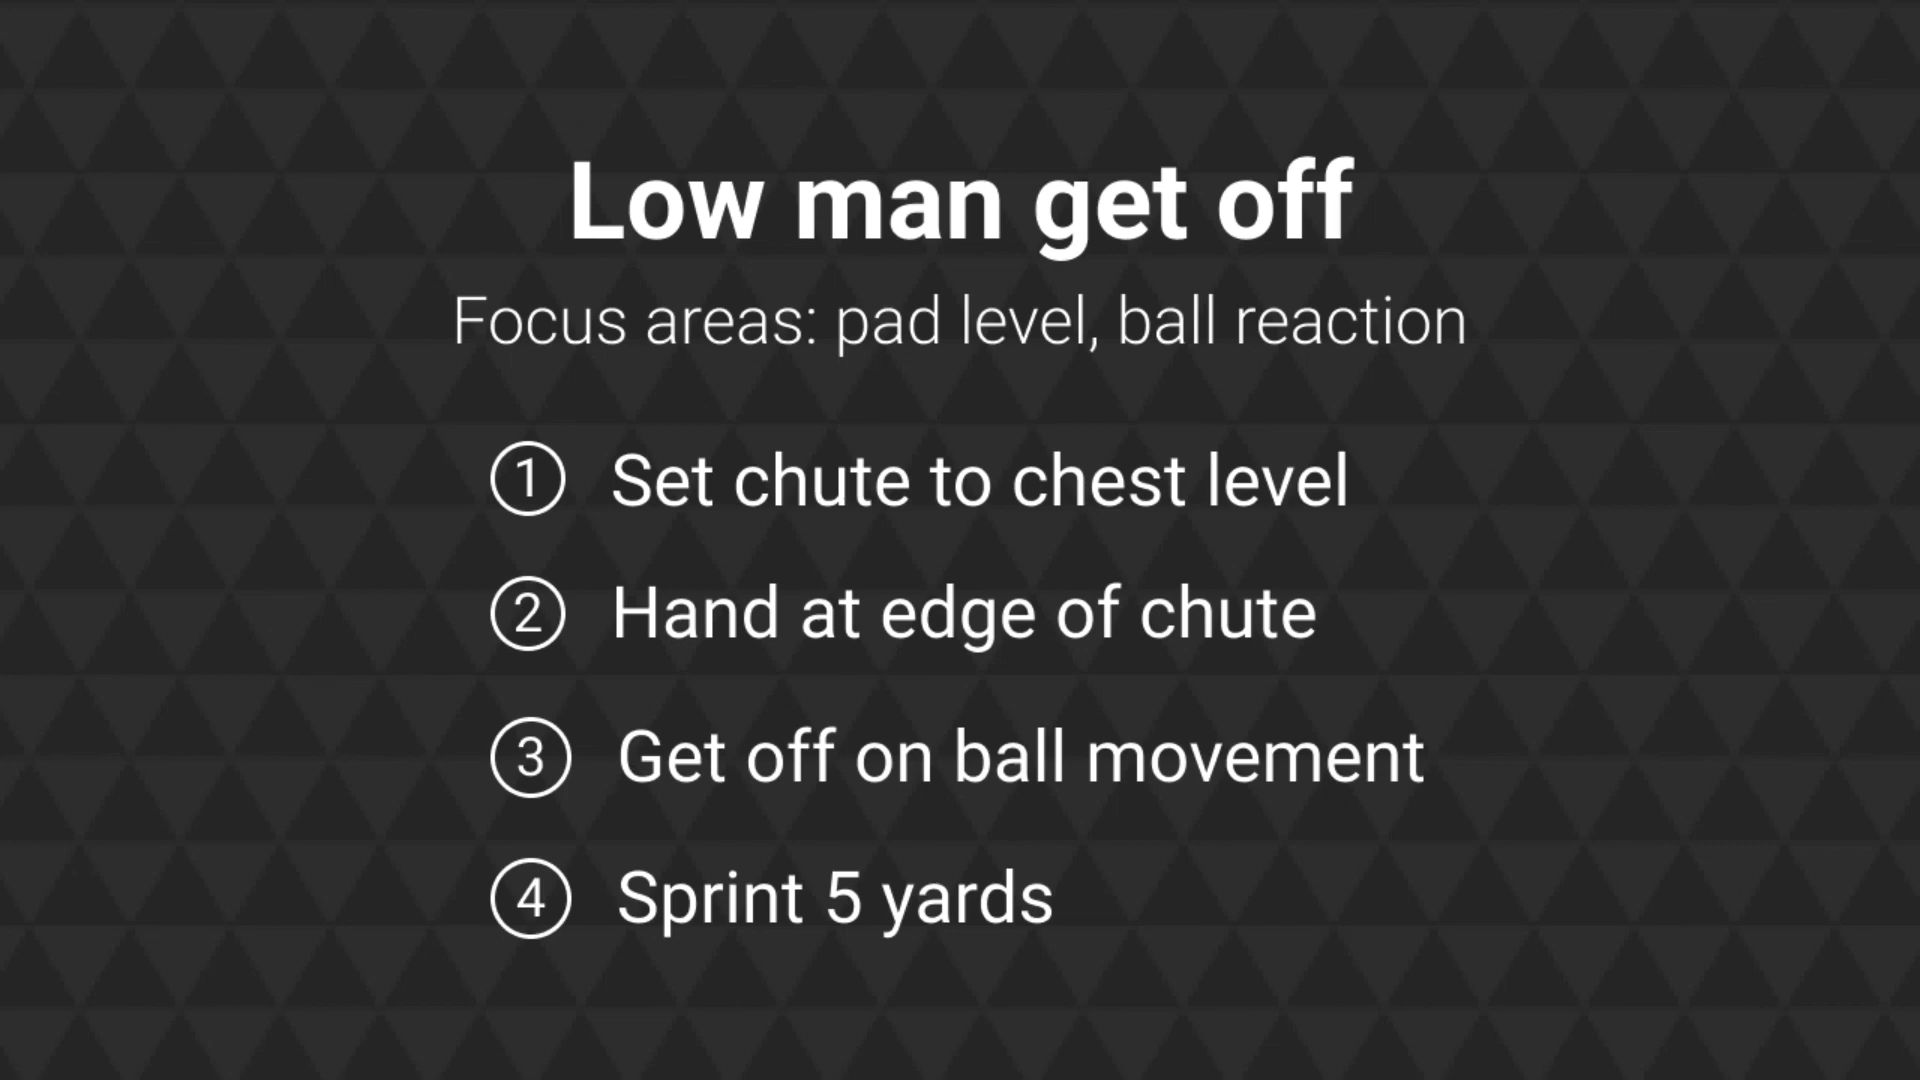 Low man get off
Focus areas: pad level, ball reaction
1 Set chute to chest level
2 Hand at edge of chute
3 Get off on ball movement
4 Sprint 5 yards